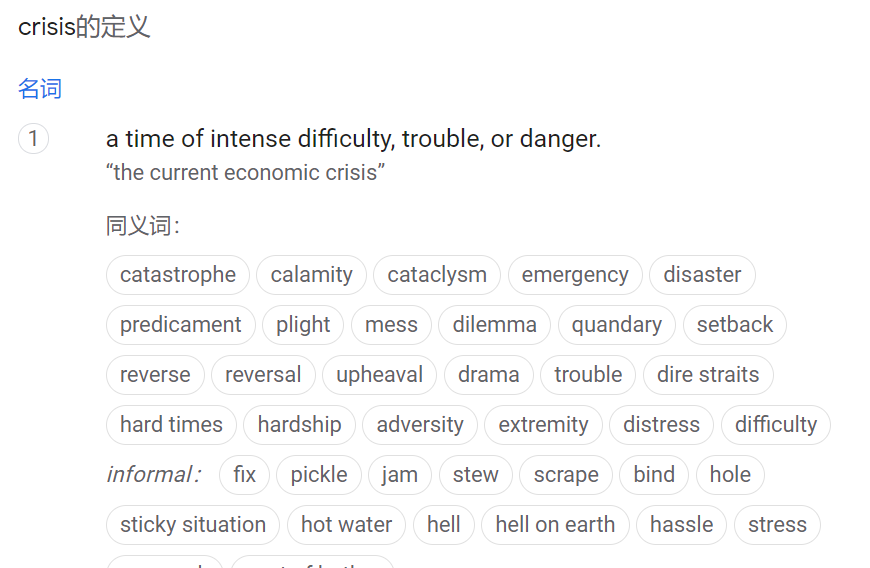 crisis的定义
名词
1 a time of intense difficulty, trouble, or danger.
“the current economic crisis”
同义词：
catastrophe calamity cataclysm emergency disaster
predicament plight mess dilemma quandary setback
reverse reversal upheaval drama trouble dire straits
hard times hardship adversity extremity distress difficulty
informal： fix pickle jam stew scrape bind hole
sticky situation hot water hell hell on earth hassle stress